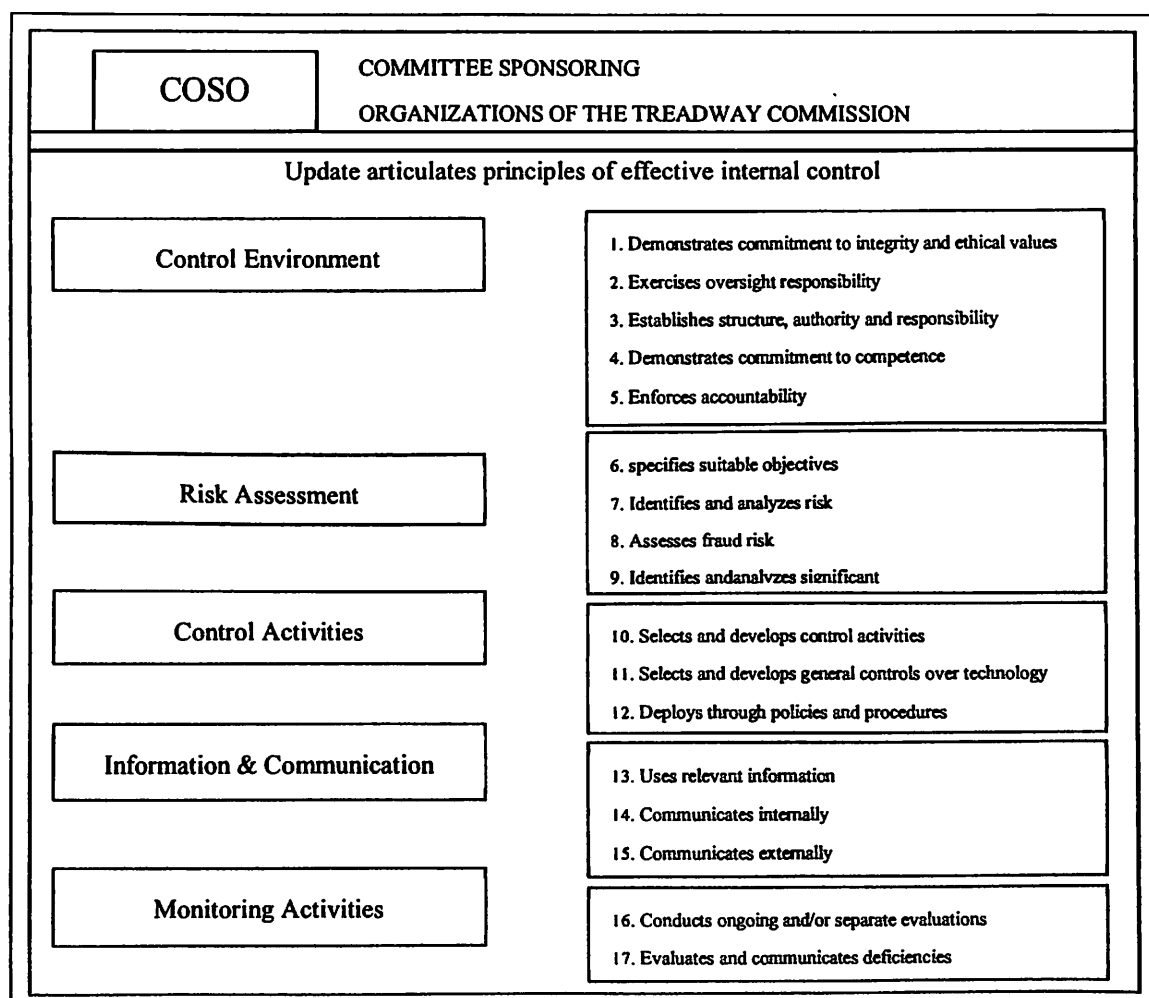 COSO
COMMITTEE SPONSORING
ORGANIZATIONS OF THE TREADWAY COMMISSION
Update articulates principles of effective internal control
Control Environment
1. Demonstrates commitment to integrity and ethical values
2. Exercises oversight responsibility
3. Establishes structure, authority and responsibility
4. Demonstrates commitment to competence
5. Enforces accountability
Risk Assessment
6. specifies suitable objectives
7. Identifies and analyzes risk
8. Assesses fraud risk
9. Identifies andanalyzes significant
Control Activities
10. Selects and develops control activities
11. Selects and develops general controls over technology
12. Deploys through policies and procedures
Information & Communication
13. Uses relevant information
14. Communicates internally
15. Communicates externally
Monitoring Activities
16. Conducts ongoing and/or separate evaluations
17. Evaluates and communicates deficiencies